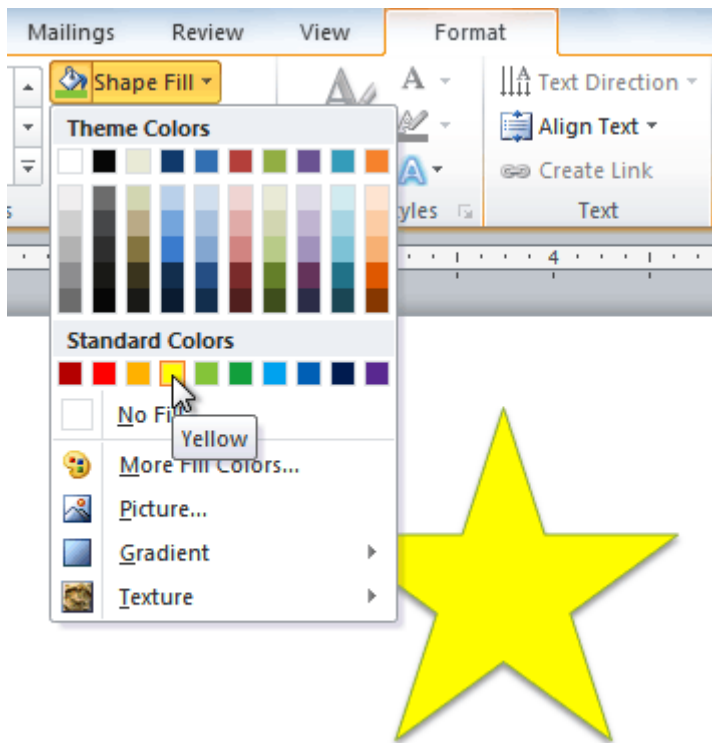 Mailings Review View Format
Shape Fill
A Text Direction
Theme Colors
Align Text
Create Link
Text
4
Standard Colors
No
Yellow
More Fill Colors...
Picture...
Gradient
Texture